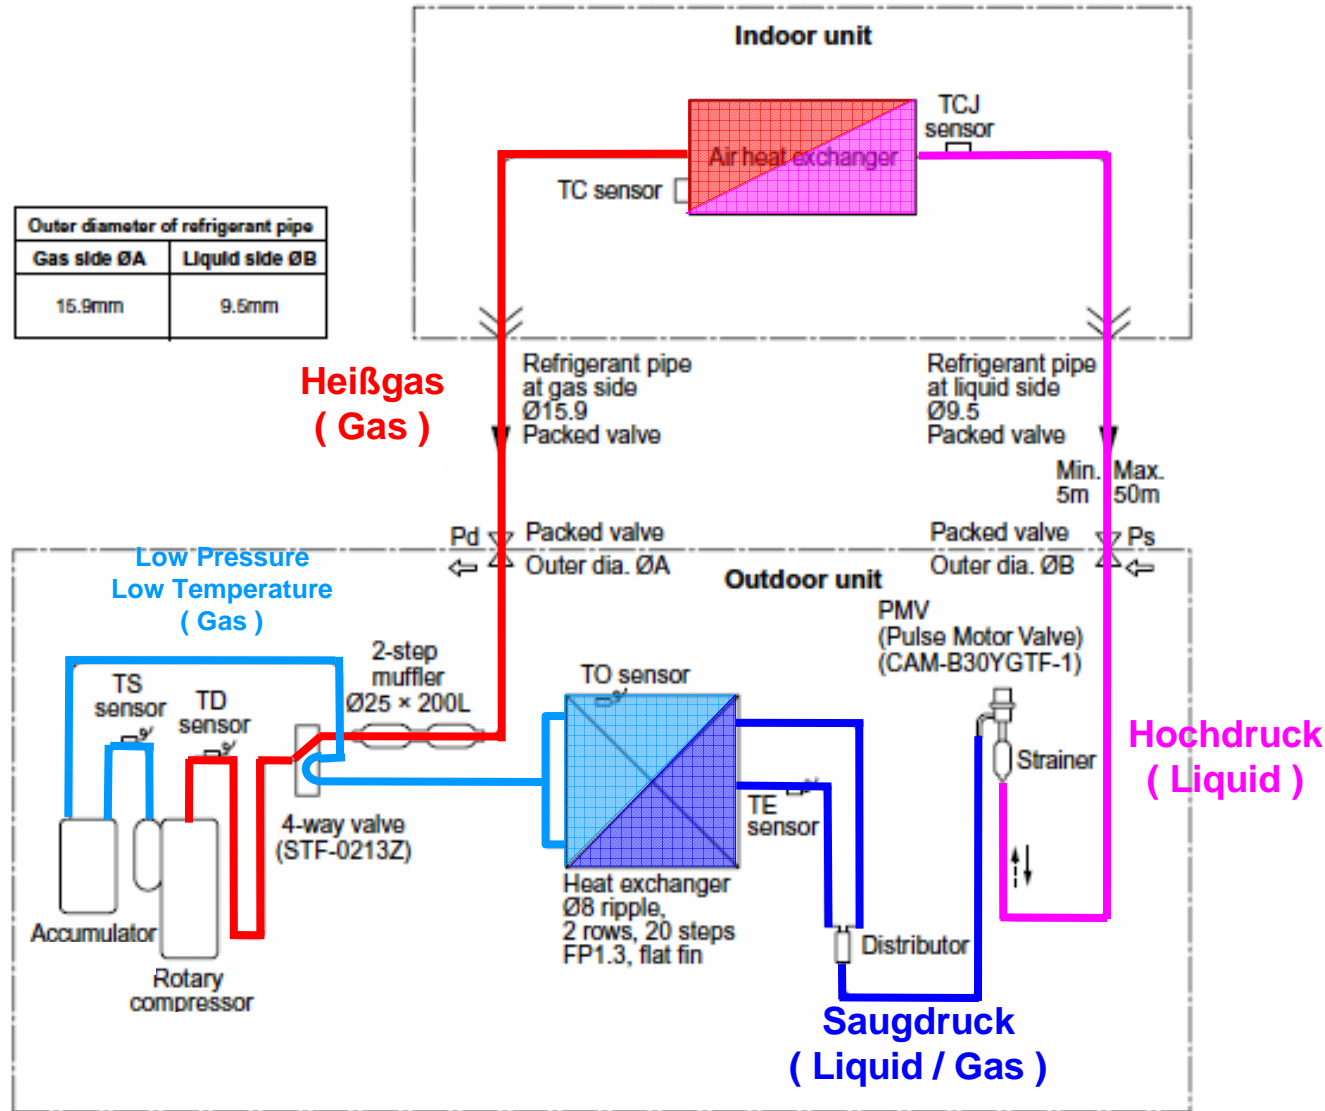 Indoor unit
TCJ
sensor
Air heat exchanger
TC sensor
Outer diameter of refrigerant pipe
Gas side ØA
Liquid side ØB
15.9mm
9.5mm
Heißgas
( Gas )
Refrigerant pipe
at gas side
Ø15.9
Packed valve
Refrigerant pipe
at liquid side
Ø9.5
Packed valve
Min. Max.
5m 50m
Pd
Packed valve
Outer dia. ØA
Packed valve
Outer dia. ØB
Ps
Low Pressure
Low Temperature
( Gas )
Outdoor unit
PMV
(Pulse Motor Valve)
(CAM-B30YGTF-1)
2-step
muffler
Ø25 × 200L
TS
sensor
TD
sensor
TO sensor
Hochdruck
( Liquid )
Strainer
TE
sensor
4-way valve
(STF-0213Z)
Heat exchanger
Ø8 ripple,
2 rows, 20 steps
FP1.3, flat fin
Accumulator
Distributor
Rotary
compressor
Saugdruck
( Liquid / Gas )